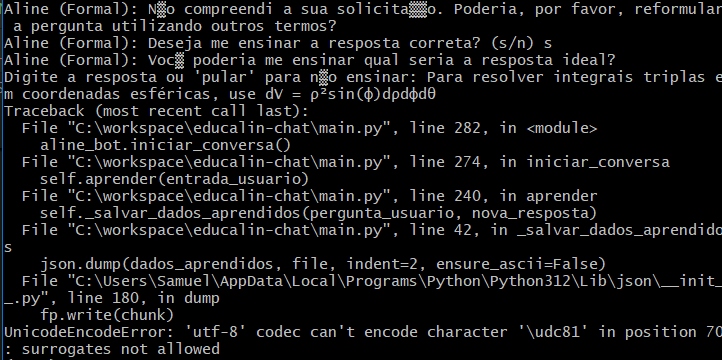 Aline (Formal): N▒o compreendi a sua solicita▒▒o. Poderia, por favor, reformular
a pergunta utilizando outros termos?
Aline (Formal): Deseja me ensinar a resposta correta? (s/n) s
Aline (Formal): Voc▒ poderia me ensinar qual seria a resposta ideal?
Digite a resposta ou 'pular' para n▒o ensinar: Para resolver integrais triplas e
m coordenadas esféricas, use dV = ρ²sin(ϕ)dρdϕdθ
Traceback (most recent call last):
File "C:\workspace\educalin-chat\main.py", line 282, in <module>
aline_bot.iniciar_conversa()
File "C:\workspace\educalin-chat\main.py", line 274, in iniciar_conversa
self.aprender(entrada_usuario)
File "C:\workspace\educalin-chat\main.py", line 240, in aprender
self._salvar_dados_aprendidos(pergunta_usuario, nova_resposta)
File "C:\workspace\educalin-chat\main.py", line 42, in _salvar_dados_aprendido
s
json.dump(dados_aprendidos, file, indent=2, ensure_ascii=False)
File "C:\Users\Samuel\AppData\Local\Programs\Python\Python312\Lib\json\__init_
_.py", line 180, in dump
fp.write(chunk)
UnicodeEncodeError: 'utf-8' codec can't encode character '\udc81' in position 70
: surrogates not allowed